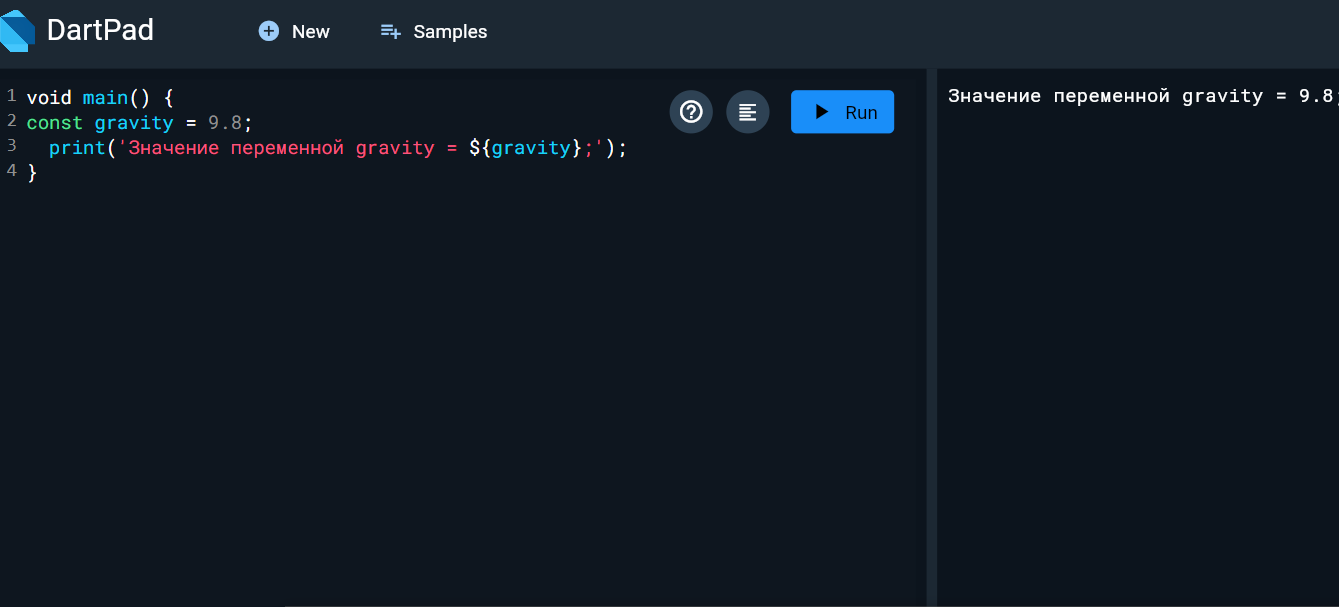 DartPad New Samples
1 void main() {
2 const gravity = 9.8;
3 print('Значение переменной gravity = ${gravity};');
4 }
Run
Значение переменной gravity = 9.8;